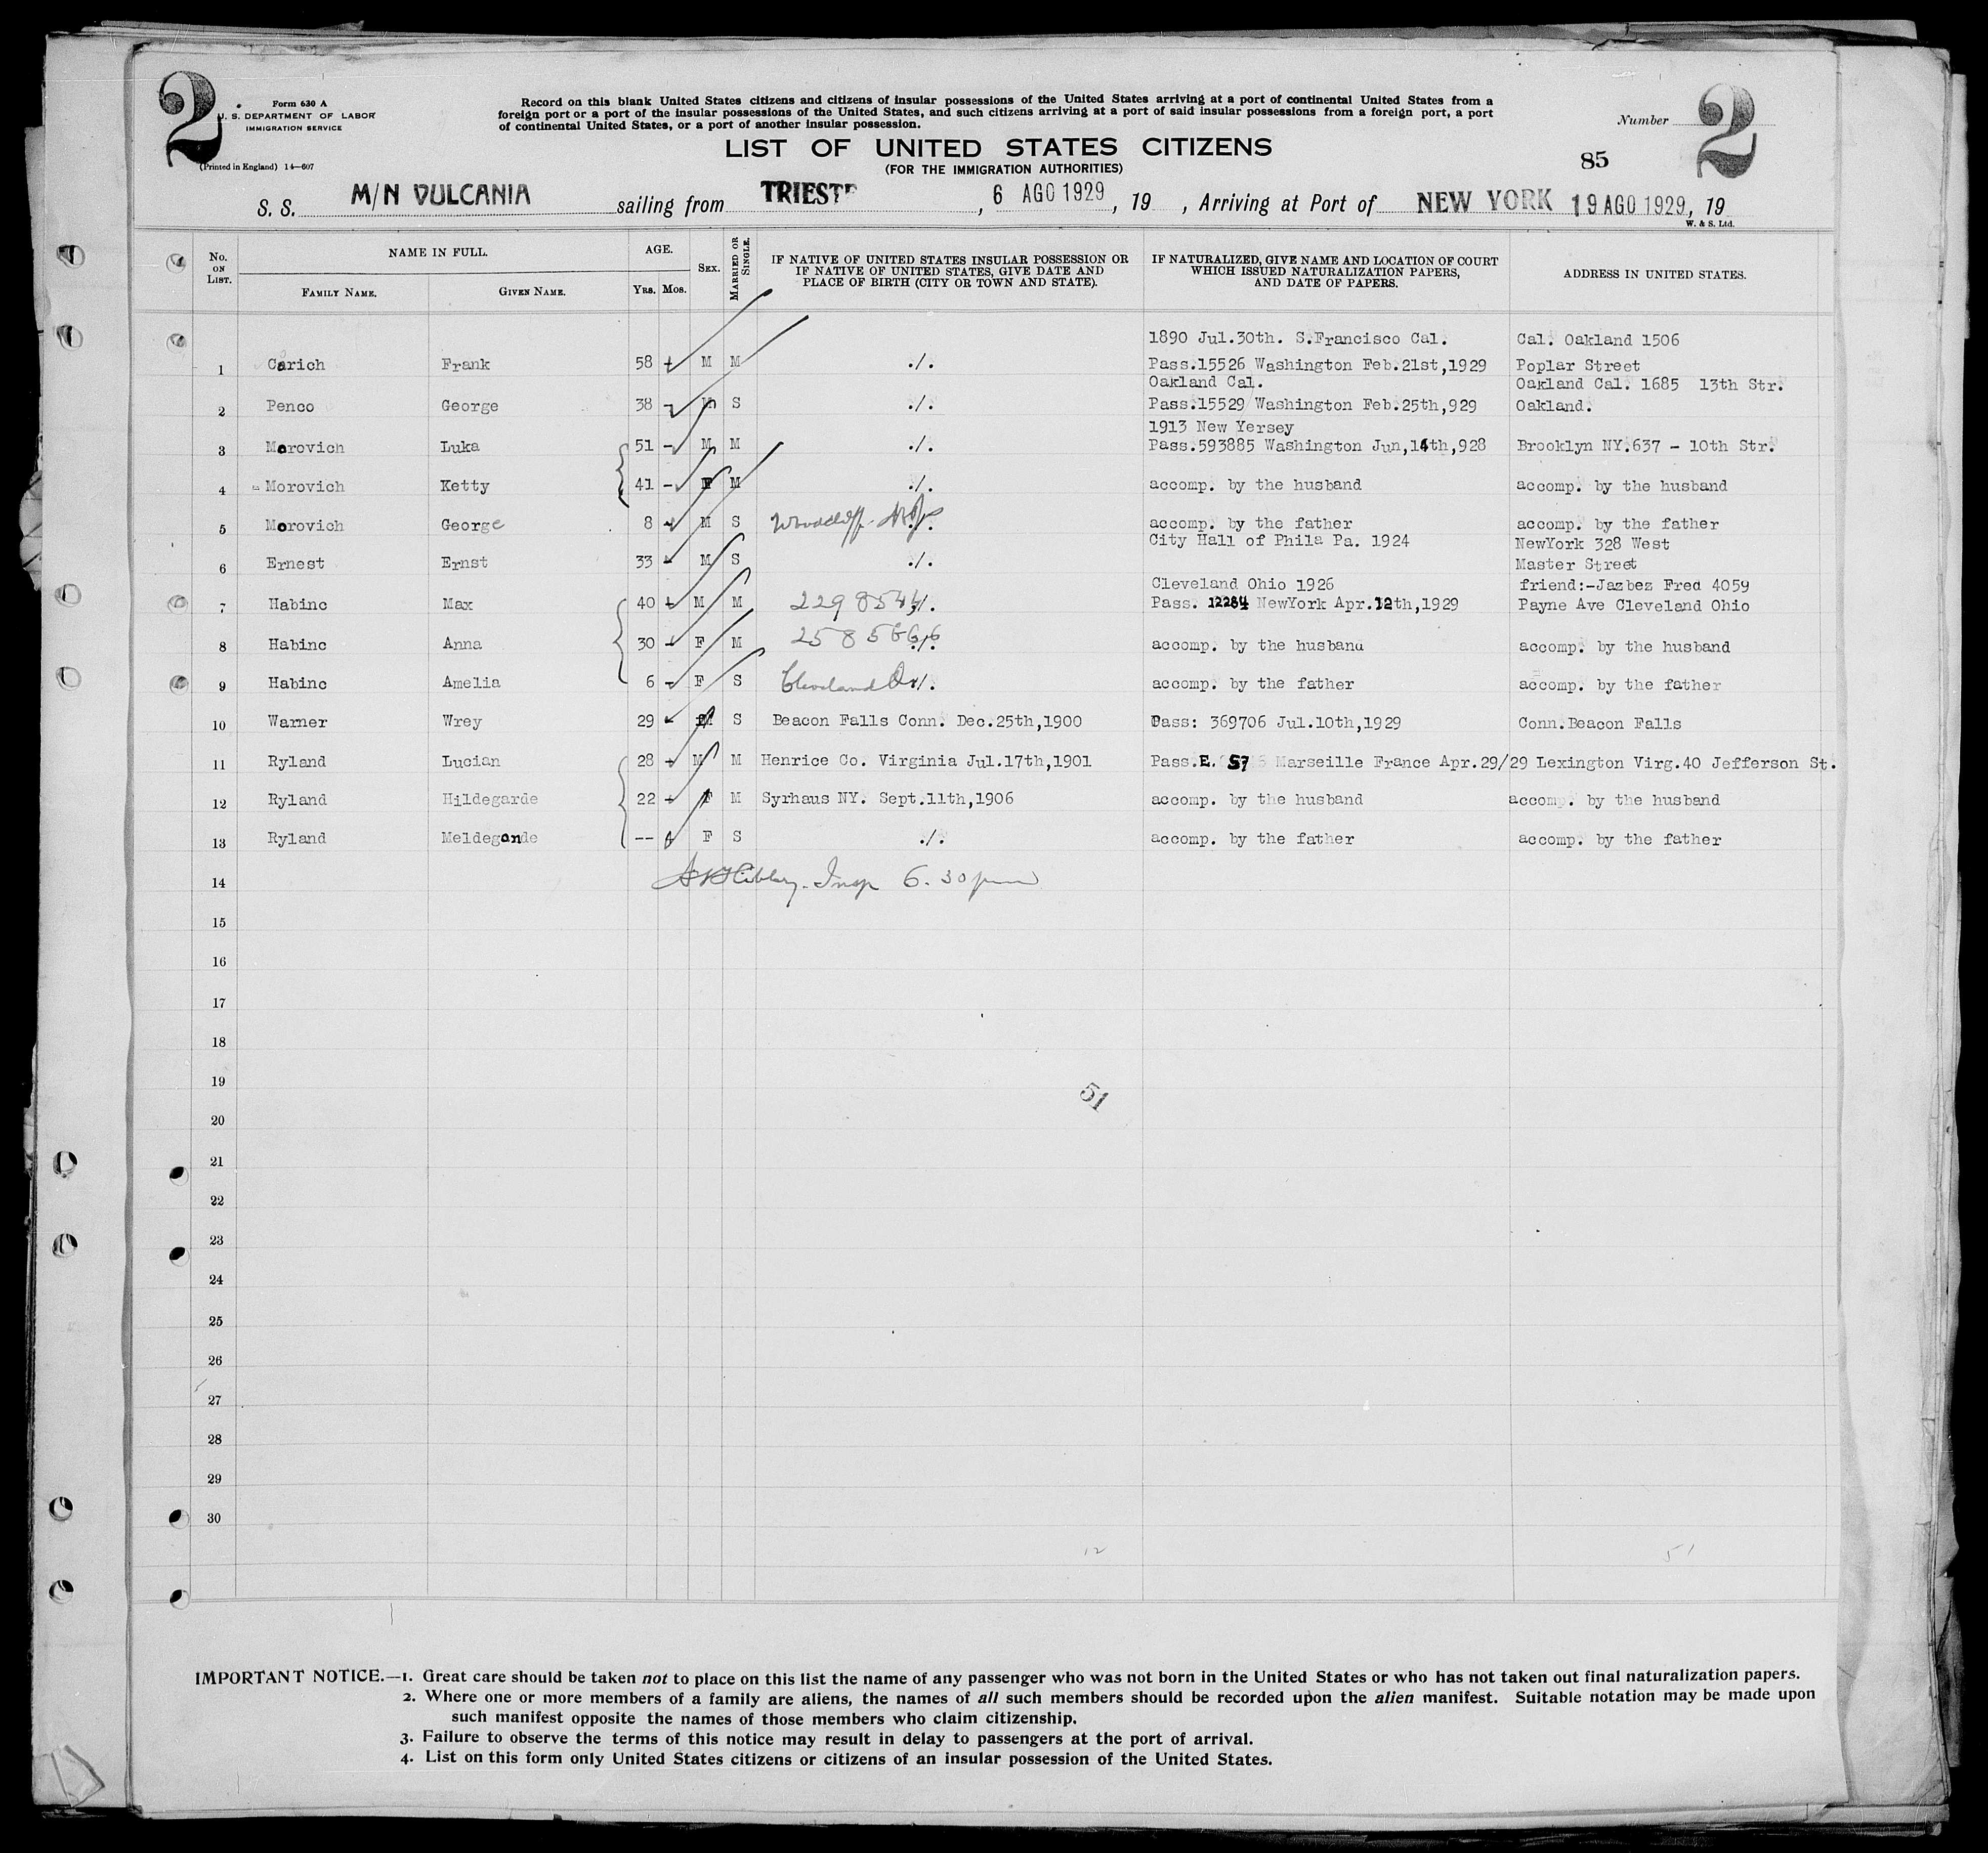 2
Form 630 A
U. S. DEPARTMENT OF LABOR
IMMIGRATION SERVICE
(Printed in England) 14—607
Record on this blank United States citizens and citizens of insular possessions of the United States arriving at a port of continental United States from a
foreign port or a port of the insular possessions of the United States, and such citizens arriving at a port of said insular possessions from a foreign port, a port
of continental United States, or a port of another insular possession.
Number 2
LIST OF UNITED STATES CITIZENS
(FOR THE IMMIGRATION AUTHORITIES)
85
S. S. M/N VULCANIA sailing from TRIESTE, 6 AGO 1929, 19 , Arriving at Port of NEW YORK 19 AGO 1929, 19
W. & S. Ltd.
No. ON LIST. NAME IN FULL. FAMILY NAME. GIVEN NAME. AGE. YRS. MOS. SEX. MARRIED OR SINGLE. IF NATIVE OF UNITED STATES INSULAR POSSESSION OR IF NATIVE OF UNITED STATES, GIVE DATE AND PLACE OF BIRTH (CITY OR TOWN AND STATE). IF NATURALIZED, GIVE NAME AND LOCATION OF COURT WHICH ISSUED NATURALIZATION PAPERS, AND DATE OF PAPERS. ADDRESS IN UNITED STATES.
1890 Jul.30th. S.Francisco Cal. Cal. Oakland 1506
1 Carich Frank 58 M M ./. Pass.15526 Washington Feb.21st,1929 Poplar Street
Oakland Cal. Oakland Cal. 1685 13th Str.
2 Penco George 38 - M S ./. Pass.15529 Washington Feb.25th,929 Oakland.
1913 New Yersey
3 Morovich Luka 51 - M M ./. Pass.593885 Washington Jun,14th,928 Brooklyn NY.637 - 10th Str.
4 Morovich Ketty 41 - F M ./. accomp. by the husband accomp. by the husband
5 Morovich George 8 - M S Woodcliff. N.J. ./. accomp. by the father accomp. by the father
City Hall of Phila Pa. 1924 NewYork 328 West
6 Ernest Ernst 33 - M S ./. Master Street
Cleveland Ohio 1926 friend:-Jazbez Fred 4059
7 Habinc Max 40 - M M 2298544 ./. Pass. 12284 NewYork Apr.12th,1929 Payne Ave Cleveland Ohio
8 Habinc Anna 30 - F M ./. accomp. by the husband accomp. by the husband
9 Habinc Amelia 6 - F S Cleveland O. ./. accomp. by the father accomp. by the father
10 Warner Wrey 29 - M S Beacon Falls Conn. Dec.25th,1900 Pass: 369706 Jul.10th,1929 Conn.Beacon Falls
11 Ryland Lucian 28 - M M Henrice Co. Virginia Jul.17th,1901 Pass.E. 57 Marseille France Apr.29/29 Lexington Virg.40 Jefferson St.
12 Ryland Hildegarde 22 - F M Syrhaus NY. Sept.11th,1906 accomp. by the husband accomp. by the husband
13 Ryland Meldegande -- F S ./. accomp. by the father accomp. by the father
14 Insp 6.30 pm
15
16
17
18
19
51
20
21
22
23
24
25
26
27
28
29
30
12 51
IMPORTANT NOTICE.—1. Great care should be taken not to place on this list the name of any passenger who was not born in the United States or who has not taken out final naturalization papers.
2. Where one or more members of a family are aliens, the names of all such members should be recorded upon the alien manifest. Suitable notation may be made upon
such manifest opposite the names of those members who claim citizenship.
3. Failure to observe the terms of this notice may result in delay to passengers at the port of arrival.
4. List on this form only United States citizens or citizens of an insular possession of the United States.